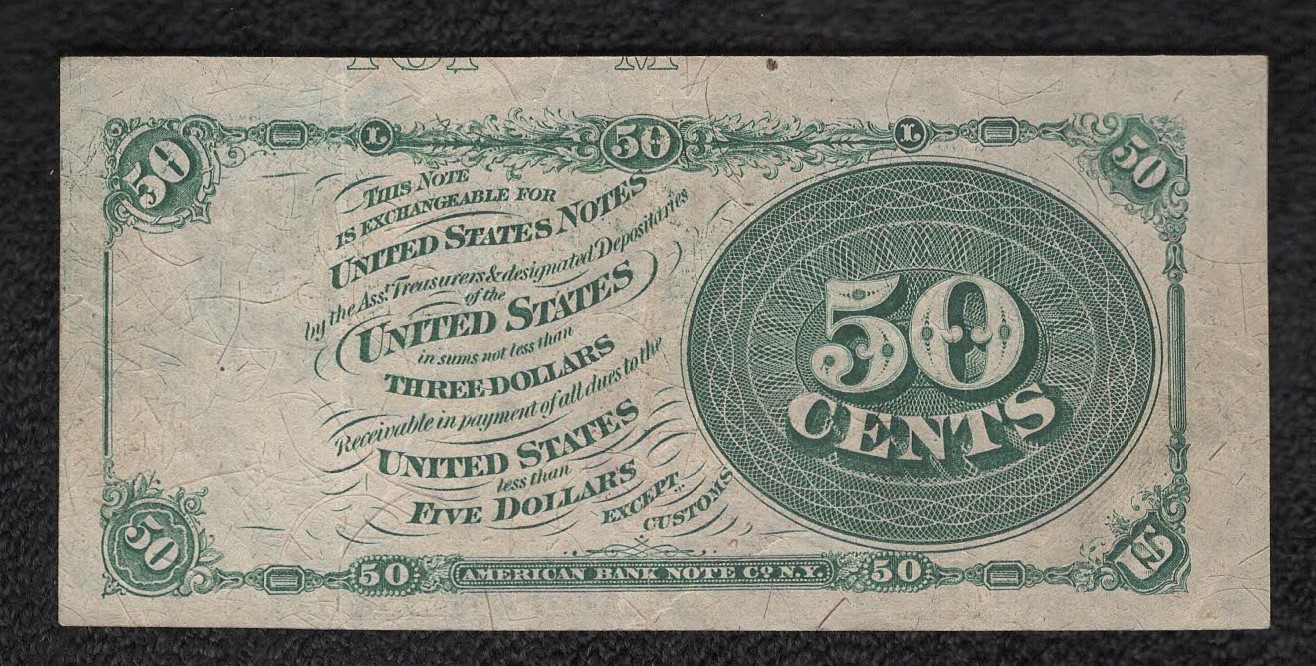 50 L 50 L 50
THIS NOTE
IS EXCHANGEABLE FOR
UNITED STATES NOTES
by the Asst. Treasurers & designated Depositaries
of the
UNITED STATES
in sums not less than
THREE DOLLARS
Receivable in payment of all dues to the
UNITED STATES
less than
FIVE DOLLARS
EXCEPT
CUSTOMS
50
CENTS
50 US
50 AMERICAN BANK NOTE CO. N.Y. 50